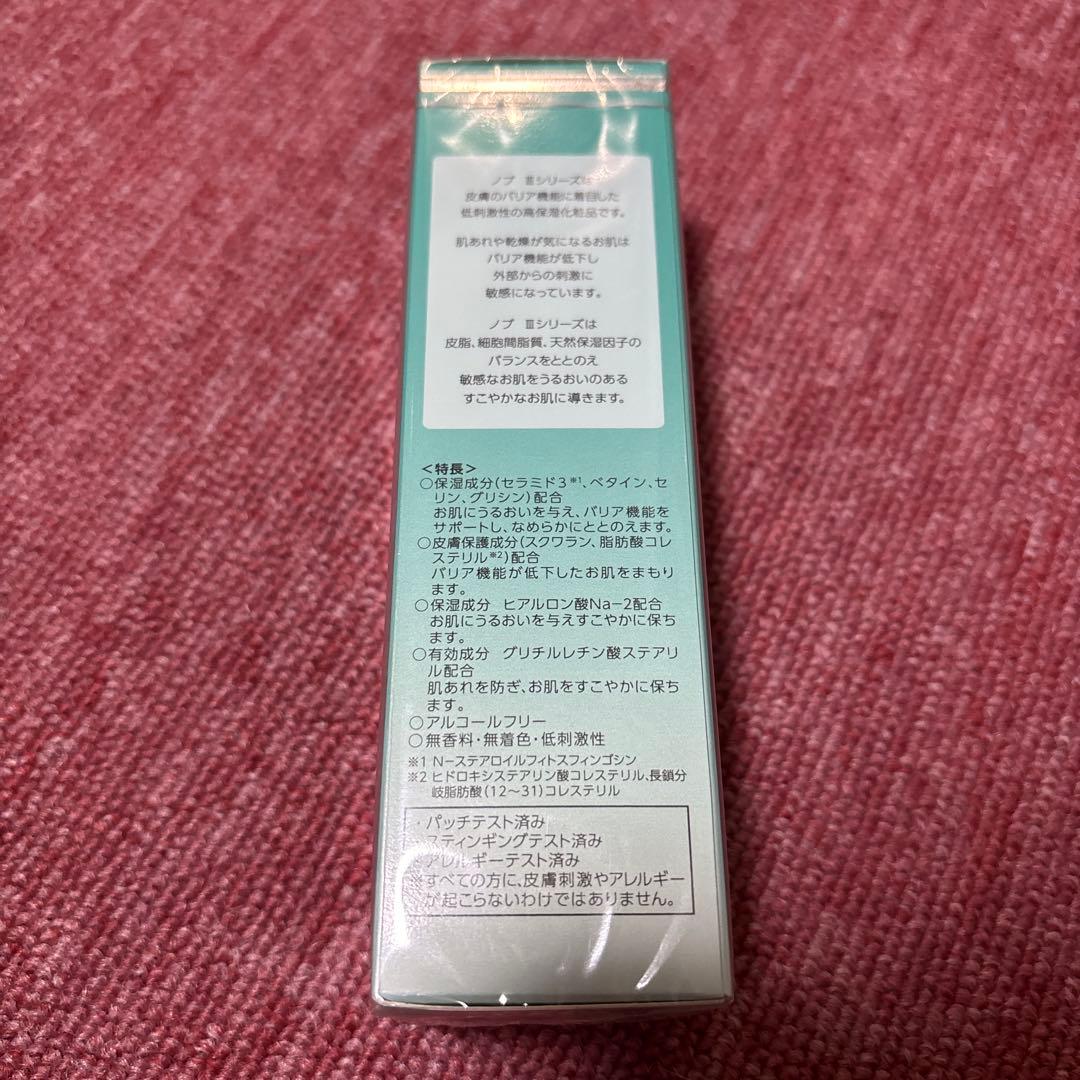 ノブ Ⅲシリーズは
皮膚のバリア機能に着目した
低刺激性の高保湿化粧品です。
肌あれや乾燥が気になるお肌は
バリア機能が低下し
外部からの刺激に
敏感になっています。
ノブ Ⅲシリーズは
皮脂、細胞間脂質、天然保湿因子の
バランスをととのえ
敏感なお肌をうるおいのある
すこやかなお肌に導きます。
＜特長＞
○保湿成分(セラミド3※1、ベタイン、セ
リン、グリシン)配合
お肌にうるおいを与え、バリア機能を
サポートし、なめらかにととのえます。
○皮膚保護成分(スクワラン、脂肪酸コレ
ステリル※2)配合
バリア機能が低下したお肌をまもり
ます。
○保湿成分 ヒアルロン酸Na−2配合
お肌にうるおいを与えすこやかに保ち
ます。
○有効成分 グリチルレチン酸ステアリ
ル配合
肌あれを防ぎ、お肌をすこやかに保ち
ます。
○アルコールフリー
○無香料・無着色・低刺激性
※1 N−ステアロイルフィトスフィンゴシン
※2 ヒドロキシステアリン酸コレステリル、長鎖分
岐脂肪酸(12～31)コレステリル
・パッチテスト済み
・スティンギングテスト済み
・アレルギーテスト済み
※すべての方に、皮膚刺激やアレルギー
が起こらないわけではありません。